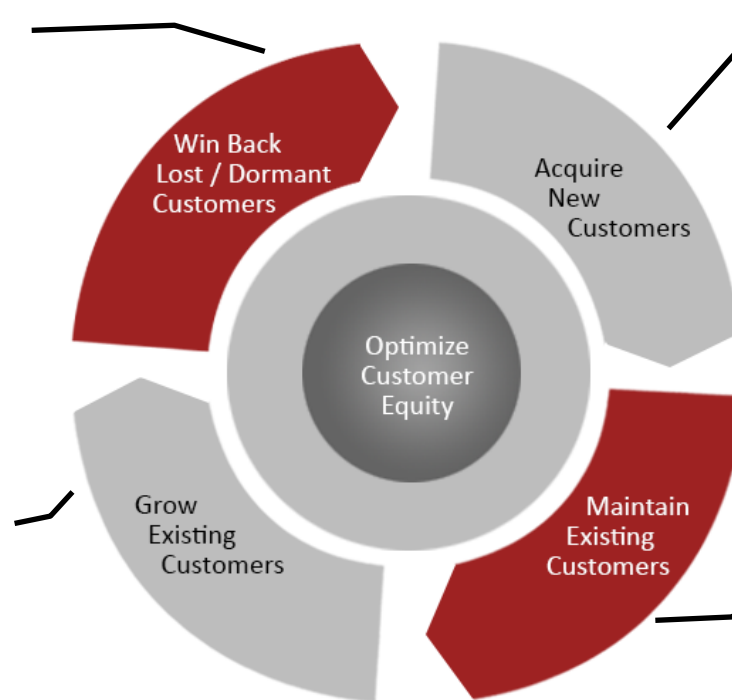 Win Back
Lost / Dormant
Customers
Acquire
New
Customers
Optimize
Customer
Equity
Grow
Existing
Customers
Maintain
Existing
Customers